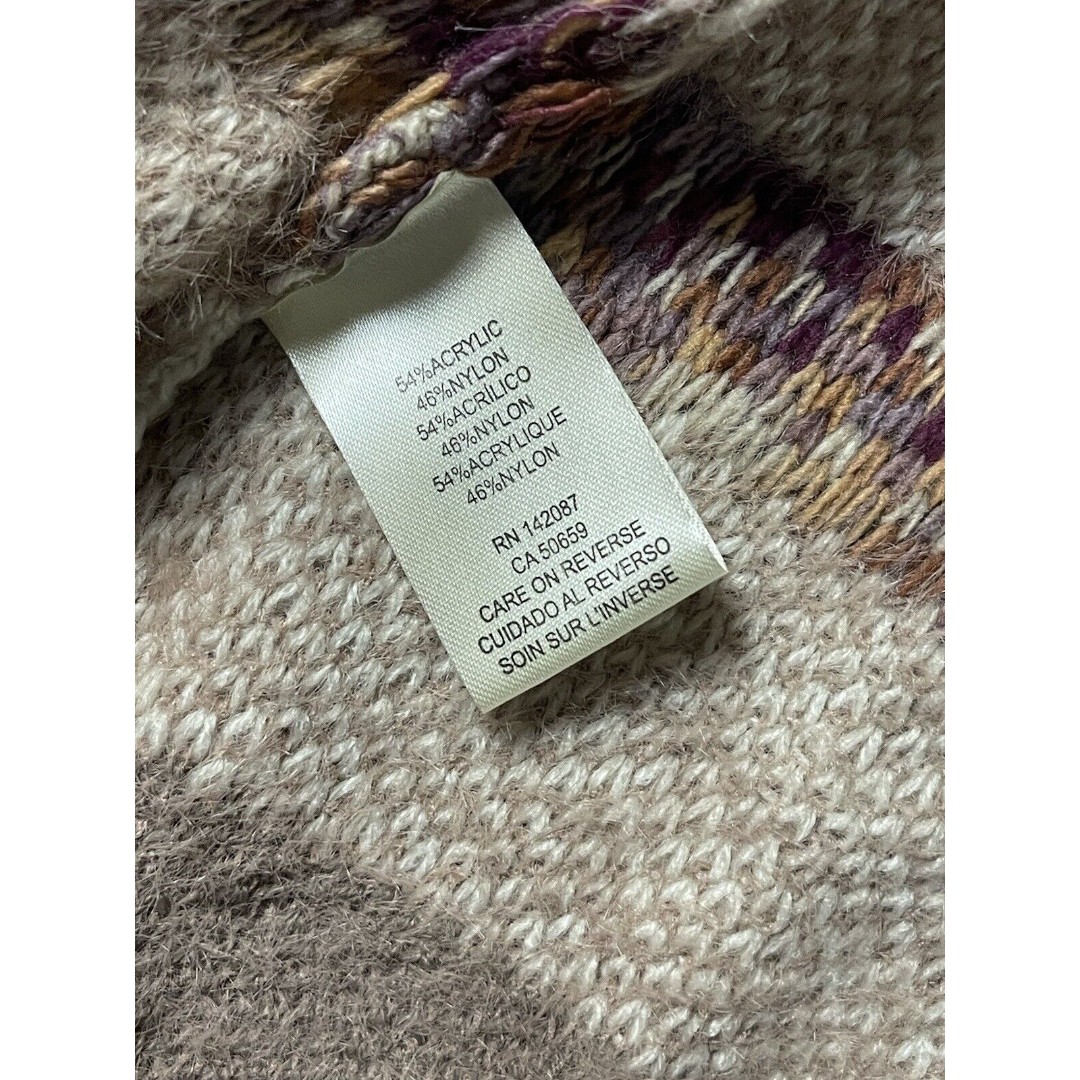 54%ACRYLIC
46%NYLON
54%ACRILICO
46%NYLON
54%ACRYLIQUE
46%NYLON
RN 142087
CA 50659
CARE ON REVERSE
CUIDADO AL REVERSO
SOIN SUR L'INVERSE